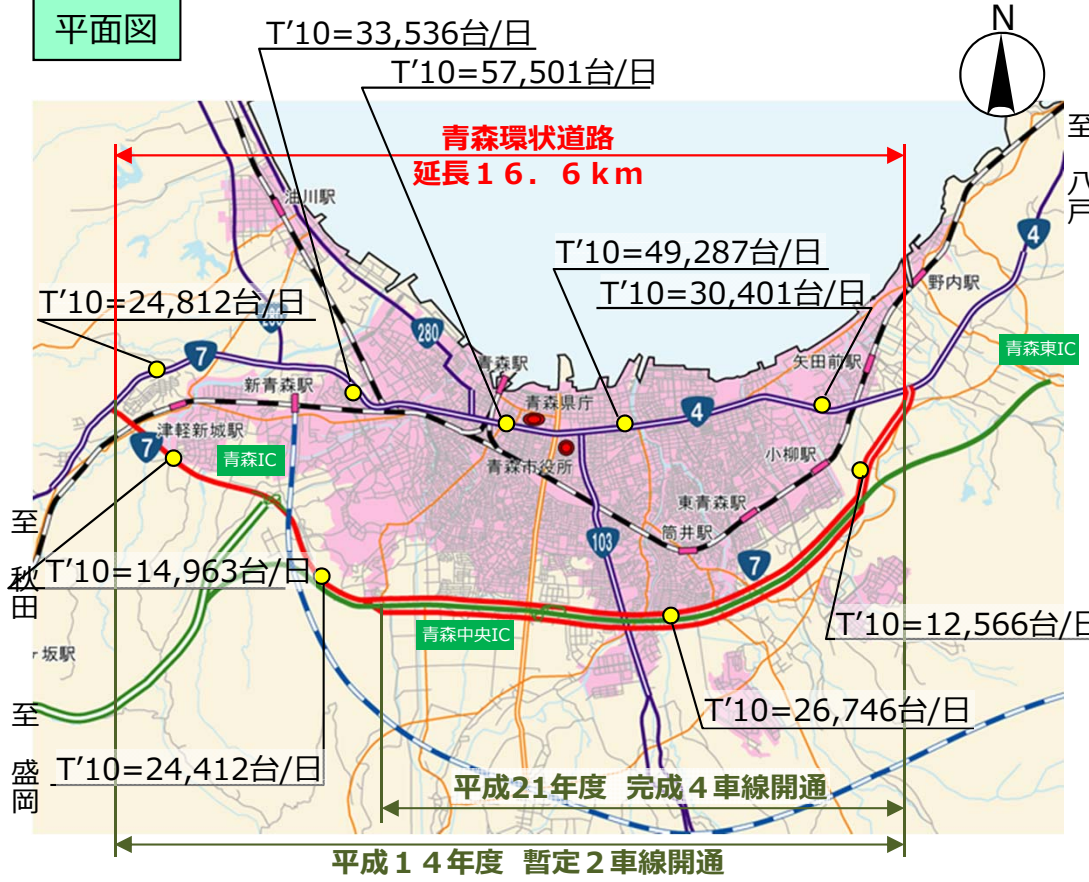 平面図
T’10=33,536台/日
T’10=57,501台/日
N
青森環状道路
延長１６．６ｋｍ
至 八戸
油川駅
4
T’10=49,287台/日
T’10=30,401台/日
野内駅
T’10=24,812台/日
280
7
青森駅
矢田前駅
青森東IC
新青森駅
青森県庁
4
津軽新城駅
7
青森IC
青森市役所
小柳駅
東青森駅
筒井駅
103
7
至 秋田
T’10=14,963台/日
青森中央IC
T’10=12,566台/日
ヶ坂駅
T’10=26,746台/日
至 盛岡
T’10=24,412台/日
平成21年度 完成４車線開通
平成１４年度 暫定２車線開通